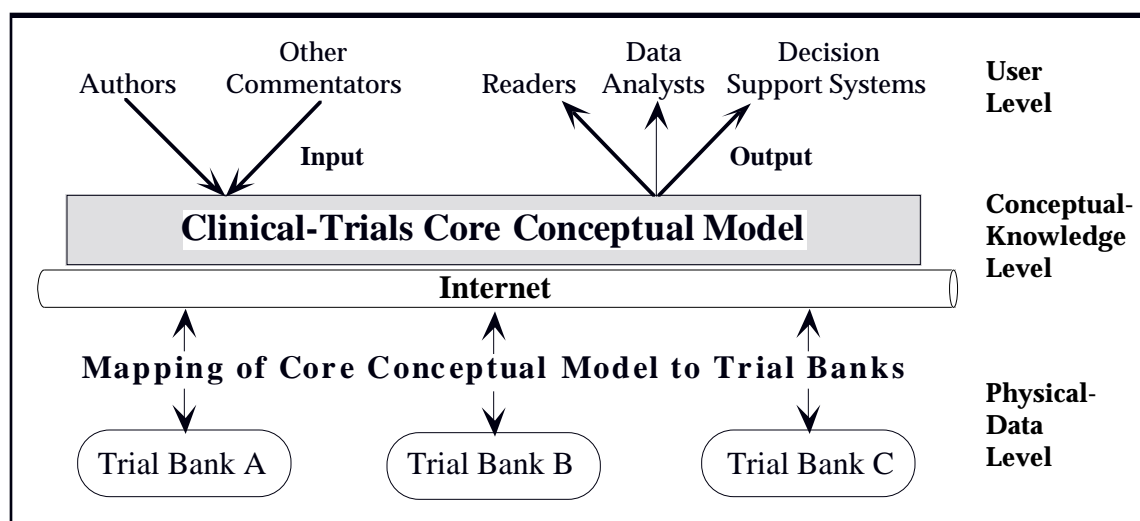 Authors
Other
Commentators
Readers
Data
Analysts
Decision
Support Systems
User
Level
Input
Output
Clinical-Trials Core Conceptual Model
Conceptual-
Knowledge
Level
Internet
Mapping of Core Conceptual Model to Trial Banks
Physical-
Data
Level
Trial Bank A
Trial Bank B
Trial Bank C